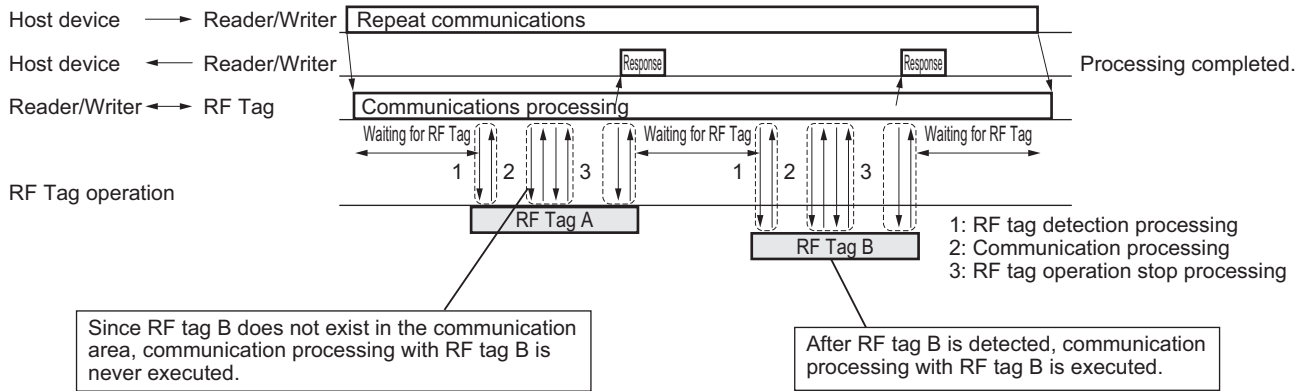 Host device Reader/Writer Repeat communications
Host device Reader/Writer Response Response Processing completed.
Reader/Writer RF Tag Communications processing
Waiting for RF Tag Waiting for RF Tag Waiting for RF Tag
1 2 3 1 2 3
RF Tag operation
RF Tag A
1: RF tag detection processing
RF Tag B
2: Communication processing
3: RF tag operation stop processing
Since RF tag B does not exist in the communication
area, communication processing with RF tag B is
never executed.
After RF tag B is detected, communication
processing with RF tag B is executed.